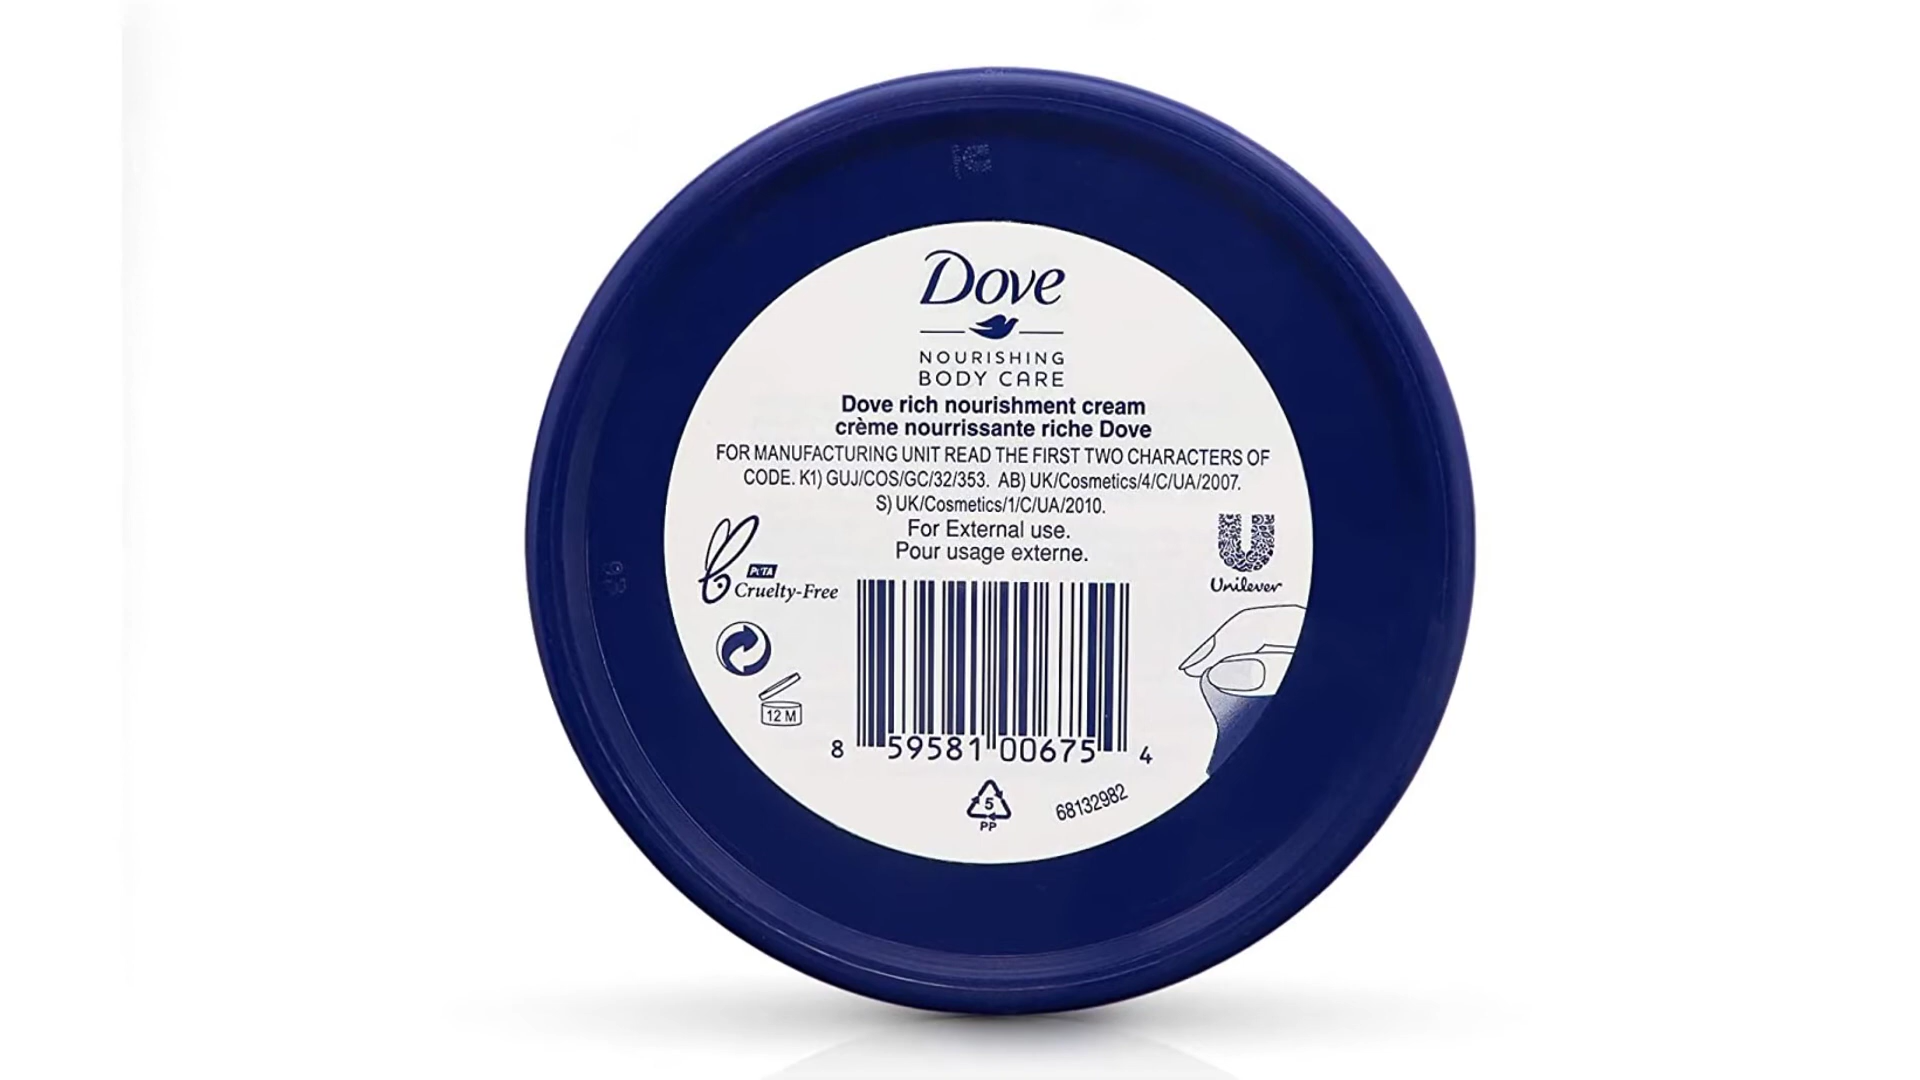 Dove
NOURISHING
BODY CARE
Dove rich nourishment cream
crème nourrissante riche Dove
FOR MANUFACTURING UNIT READ THE FIRST TWO CHARACTERS OF
CODE. K1) GUJ/COS/GC/32/353. AB) UK/Cosmetics/4/C/UA/2007.
S) UK/Cosmetics/1/C/UA/2010.
For External use.
Pour usage externe.
PETA
Cruelty-Free
Unilever
12 M
8 59581 00675 4
5
PP
68132982